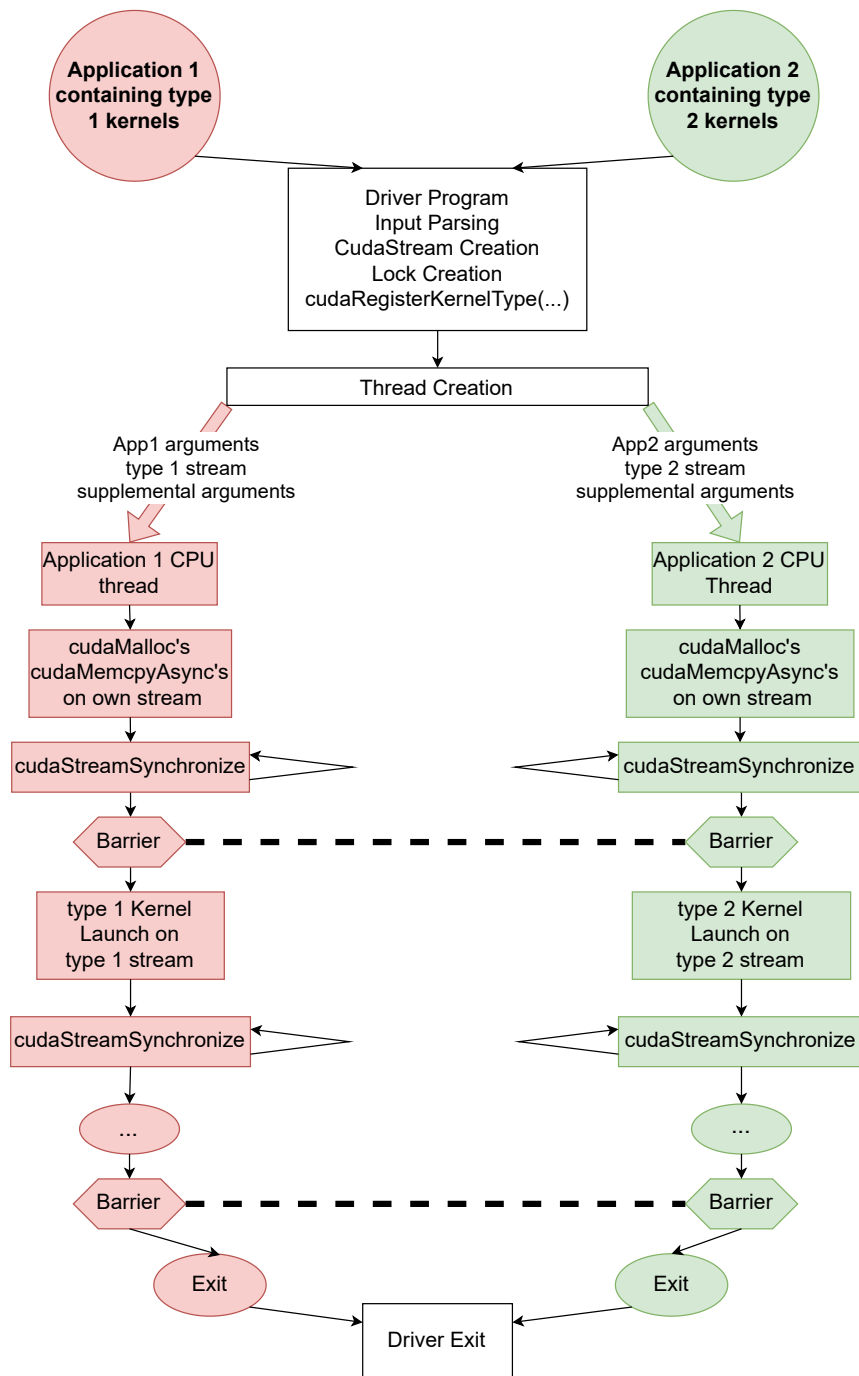 Application 1
containing type
1 kernels
Application 2
containing type
2 kernels
Driver Program
Input Parsing
CudaStream Creation
Lock Creation
cudaRegisterKernelType(...)
Thread Creation
App1 arguments
type 1 stream
supplemental arguments
App2 arguments
type 2 stream
supplemental arguments
Application 1 CPU
thread
Application 2 CPU
Thread
cudaMalloc's
cudaMemcpyAsync's
on own stream
cudaMalloc's
cudaMemcpyAsync's
on own stream
cudaStreamSynchronize
cudaStreamSynchronize
Barrier
Barrier
type 1 Kernel
Launch on
type 1 stream
type 2 Kernel
Launch on
type 2 stream
cudaStreamSynchronize
cudaStreamSynchronize
...
...
Barrier
Barrier
Exit
Exit
Driver Exit